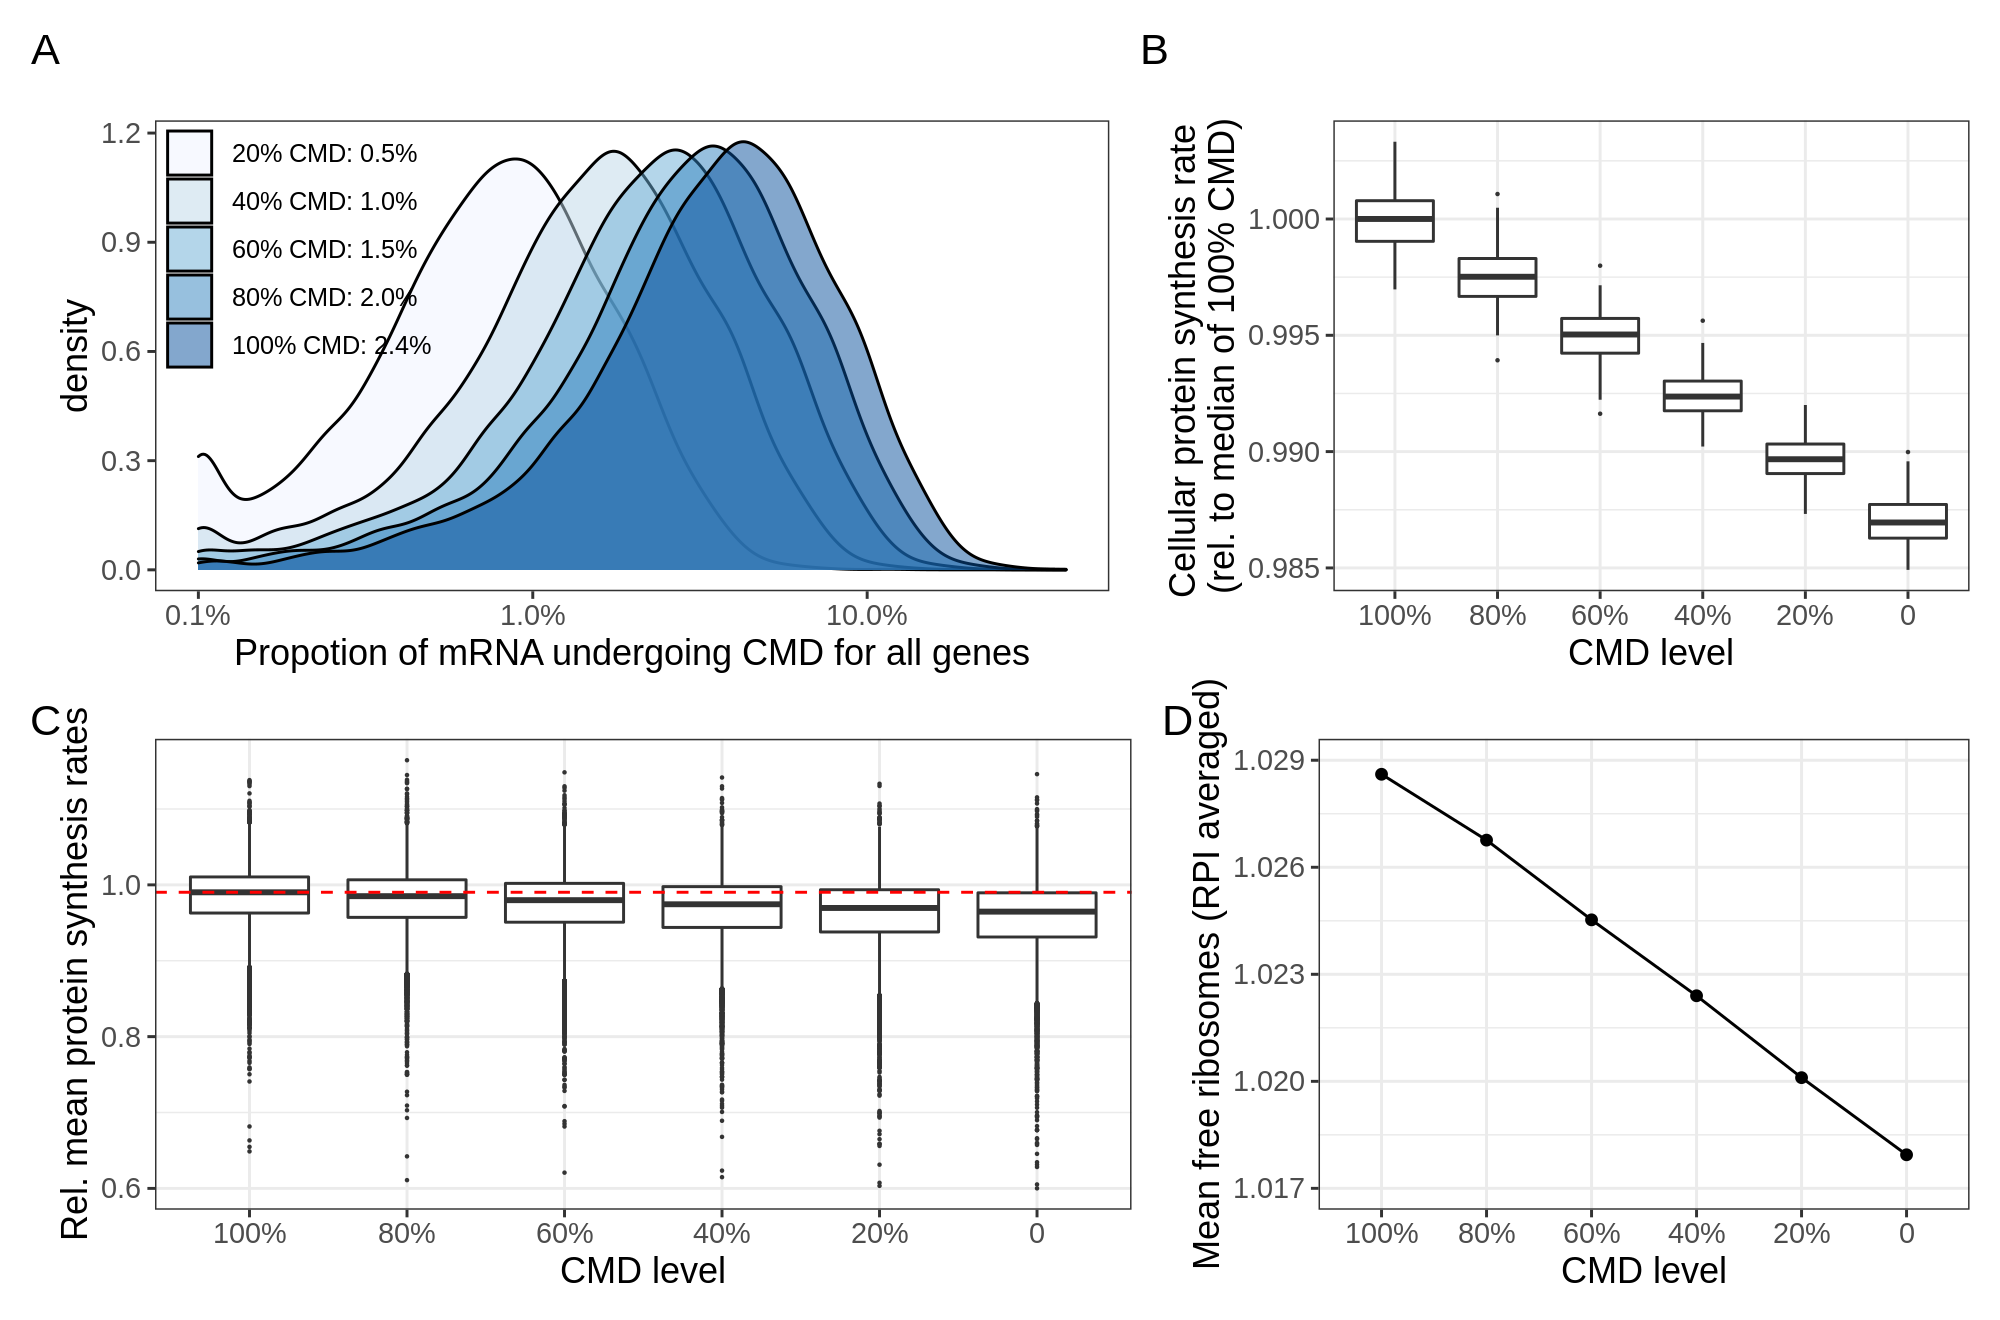 A
1.2
0.9
0.6
0.3
0.0
density
20% CMD: 0.5%
40% CMD: 1.0%
60% CMD: 1.5%
80% CMD: 2.0%
100% CMD: 2.4%
0.1% 1.0% 10.0%
Propotion of mRNA undergoing CMD for all genes
B
Cellular protein synthesis rate
(rel. to median of 100% CMD)
1.000
0.995
0.990
0.985
100% 80% 60% 40% 20% 0
CMD level
C
Rel. mean protein synthesis rates
1.0
0.8
0.6
100% 80% 60% 40% 20% 0
CMD level
D
Mean free ribosomes (RPI averaged)
1.029
1.026
1.023
1.020
1.017
100% 80% 60% 40% 20% 0
CMD level